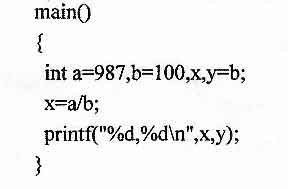 main()
{
int a=987,b=100,x,y=b;
x=a/b;
printf("%d,%d\n",x,y);
}